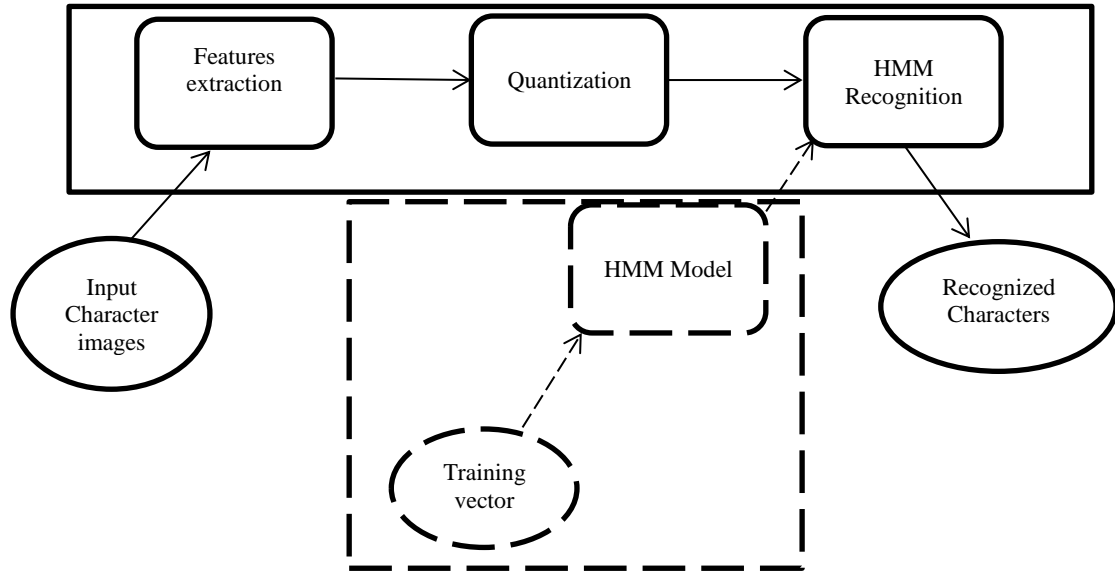 Features
extraction
Quantization
HMM
Recognition
HMM Model
Input
Character
images
Recognized
Characters
Training
vector